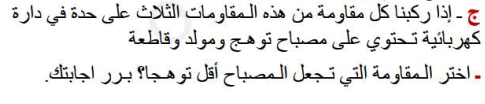 ج - إذا ركبنا كل مقاومة من هذه المقاومات الثلاث على حدة في دارة
كهربائية تحتوي على مصباح توهج ومولد وقاطعة
- اختر المقاومة التي تجعل المصباح أقل توهجا؟ برر اجابتك.